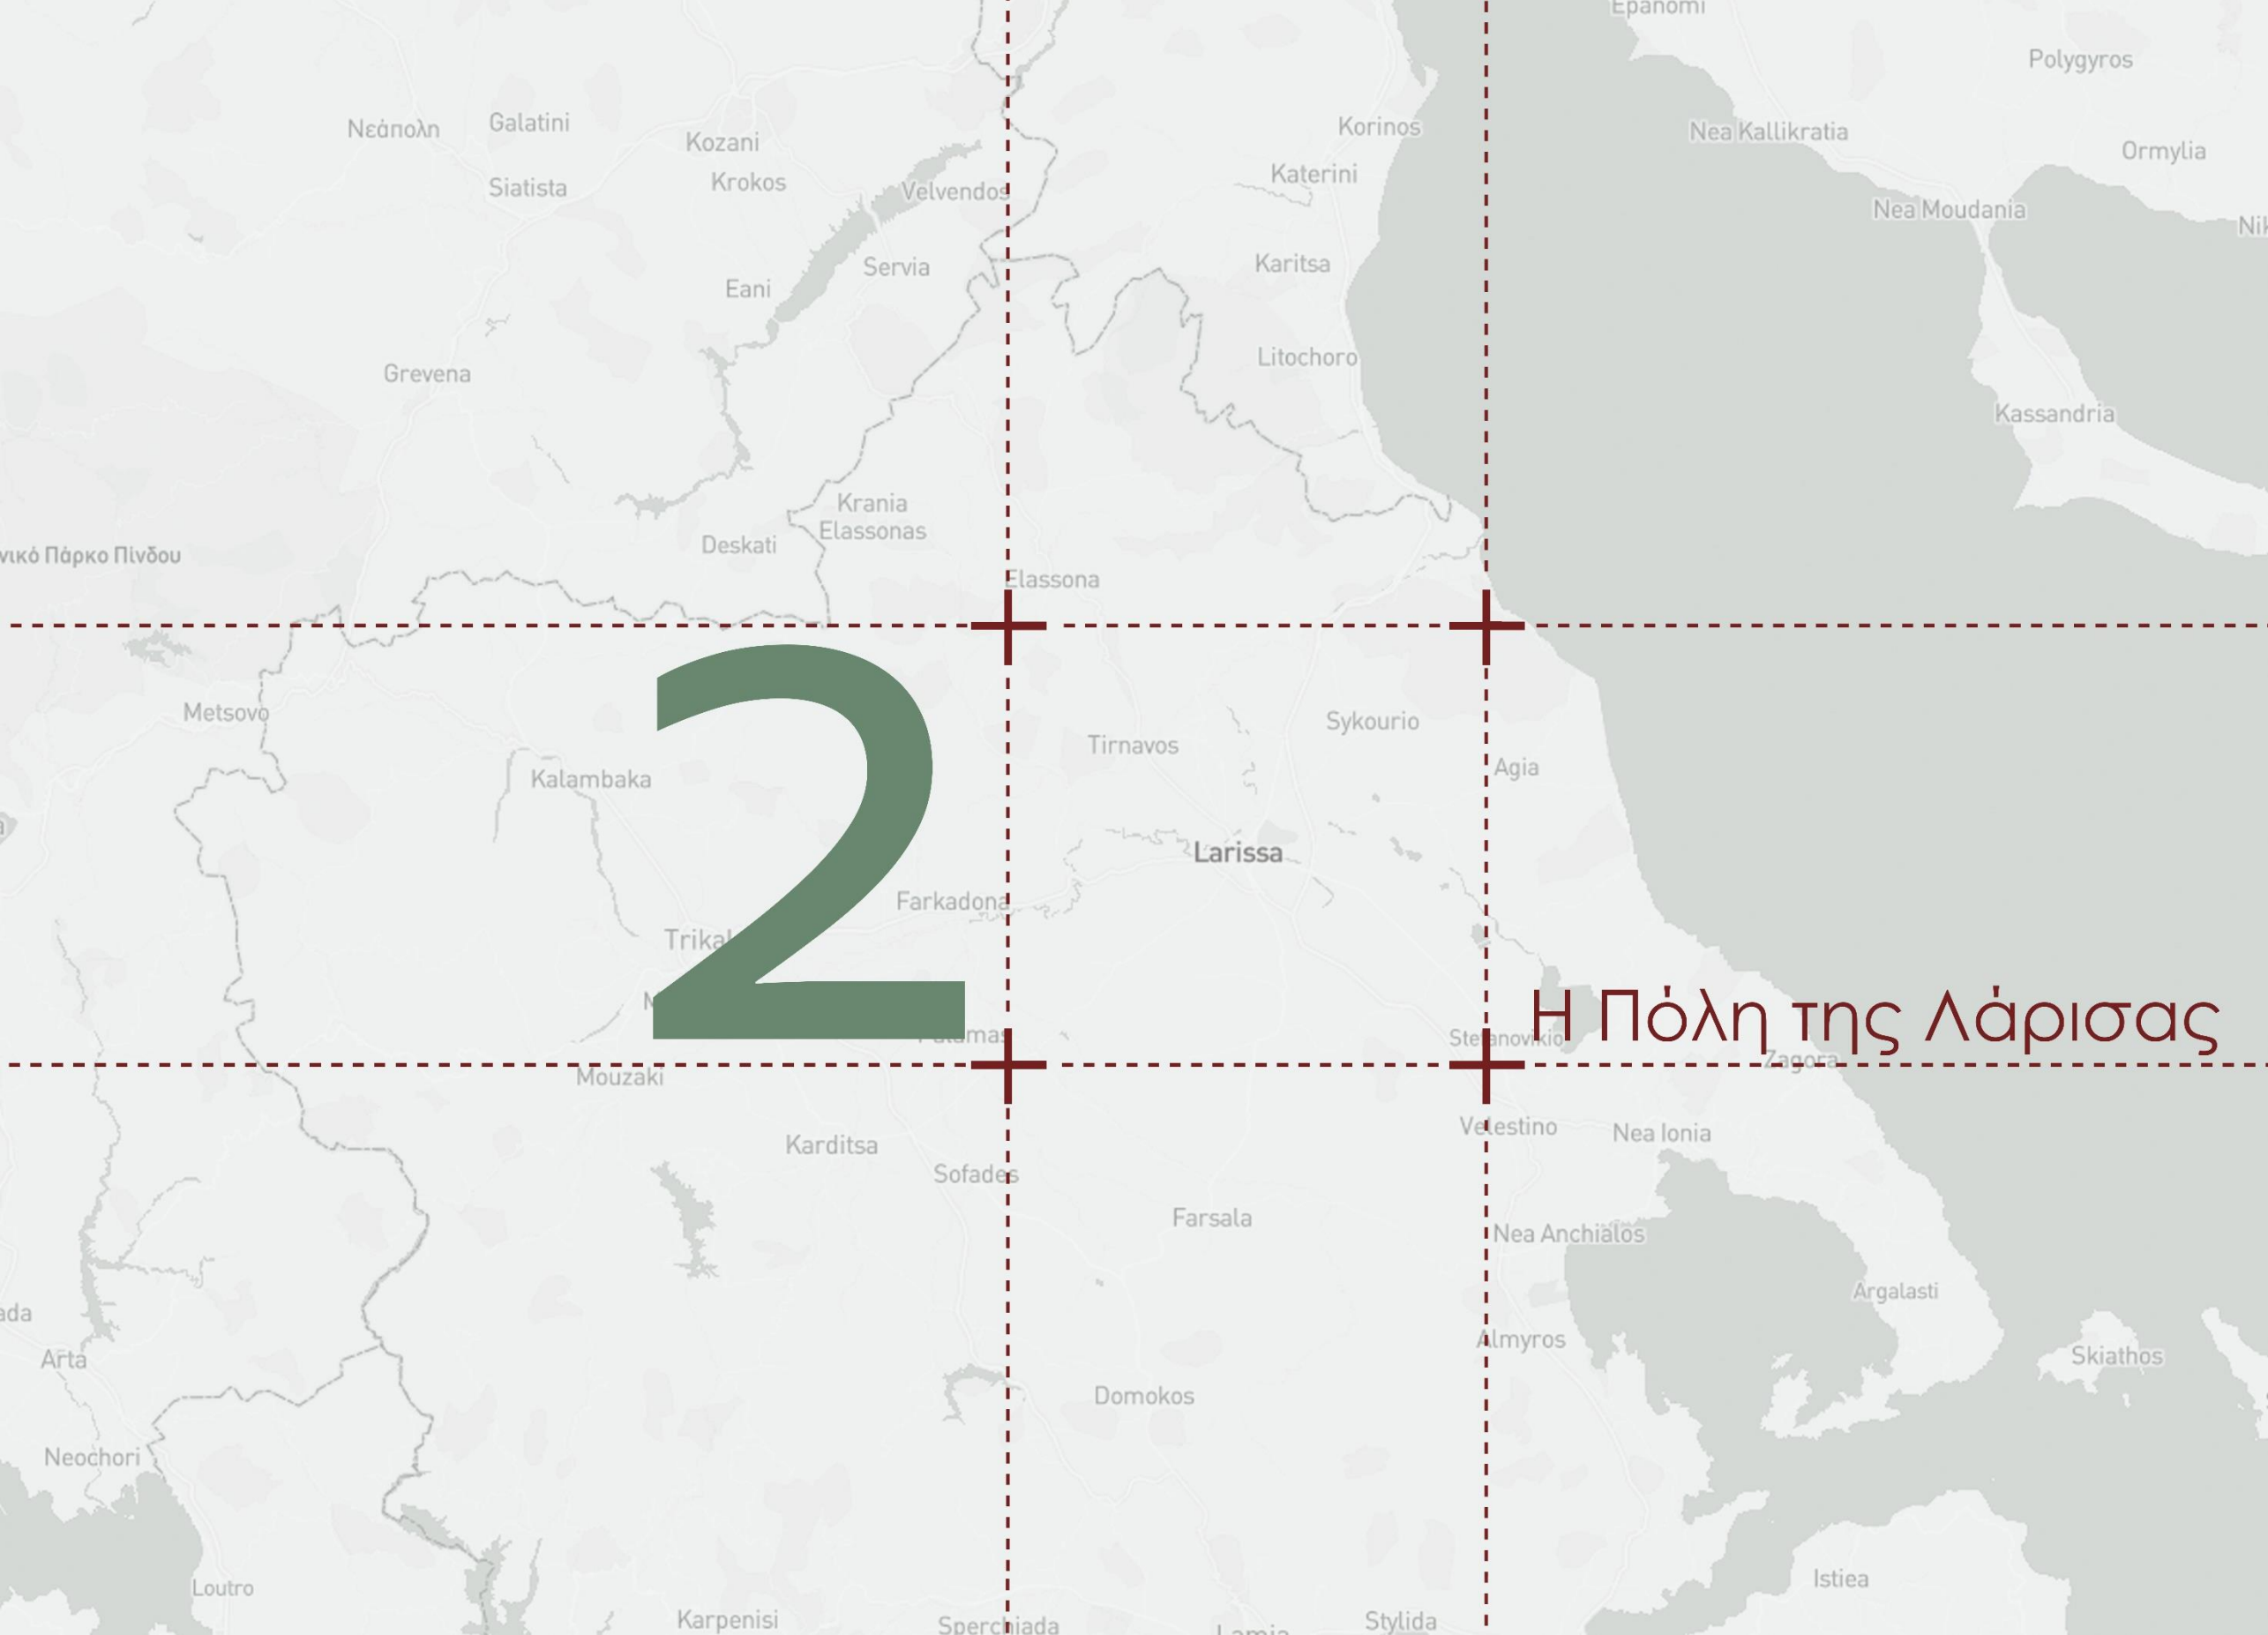 Epanomi
Polygyros
Νεάπολη
Galatini
Kozani
Korinos
Nea Kallikratia
Ormylia
Siatista
Krokos
Velvendos
Katerini
Nea Moudania
Servia
Karitsa
Eani
Grevena
Litochoro
Kassandria
Krania
Elassonas
Deskati
νικό Πάρκο Πίνδου
Elassona
2
Metsovo
Sykourio
Tirnavos
Agia
Kalambaka
Larissa
Farkadona
Η Πόλη της Λάρισας
Stefanovikio
Zagora
Mouzaki
Velestino
Nea Ionia
Karditsa
Sofades
Farsala
Nea Anchialos
Argalasti
Almyros
Arta
Skiathos
Domokos
Neochori
Istiea
Loutro
Karpenisi
Sperchiada
Stylida
Lamia